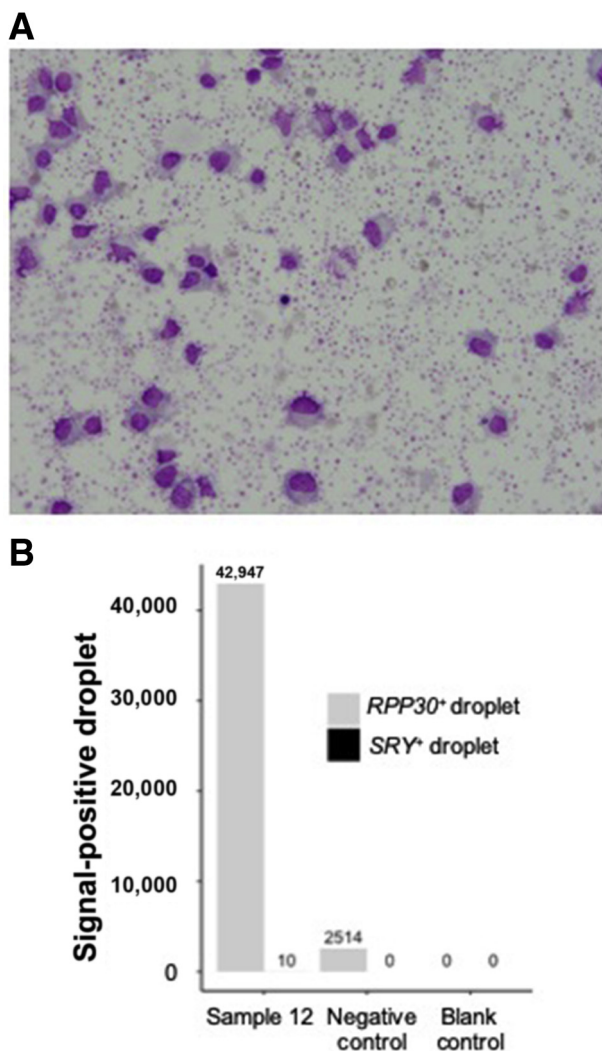 A
B
Signal-positive droplet
40,000
30,000
20,000
10,000
0
42,947
10
2514
0
0
0
RPP30+ droplet
SRY+ droplet
Sample 12
Negative
control
Blank
control